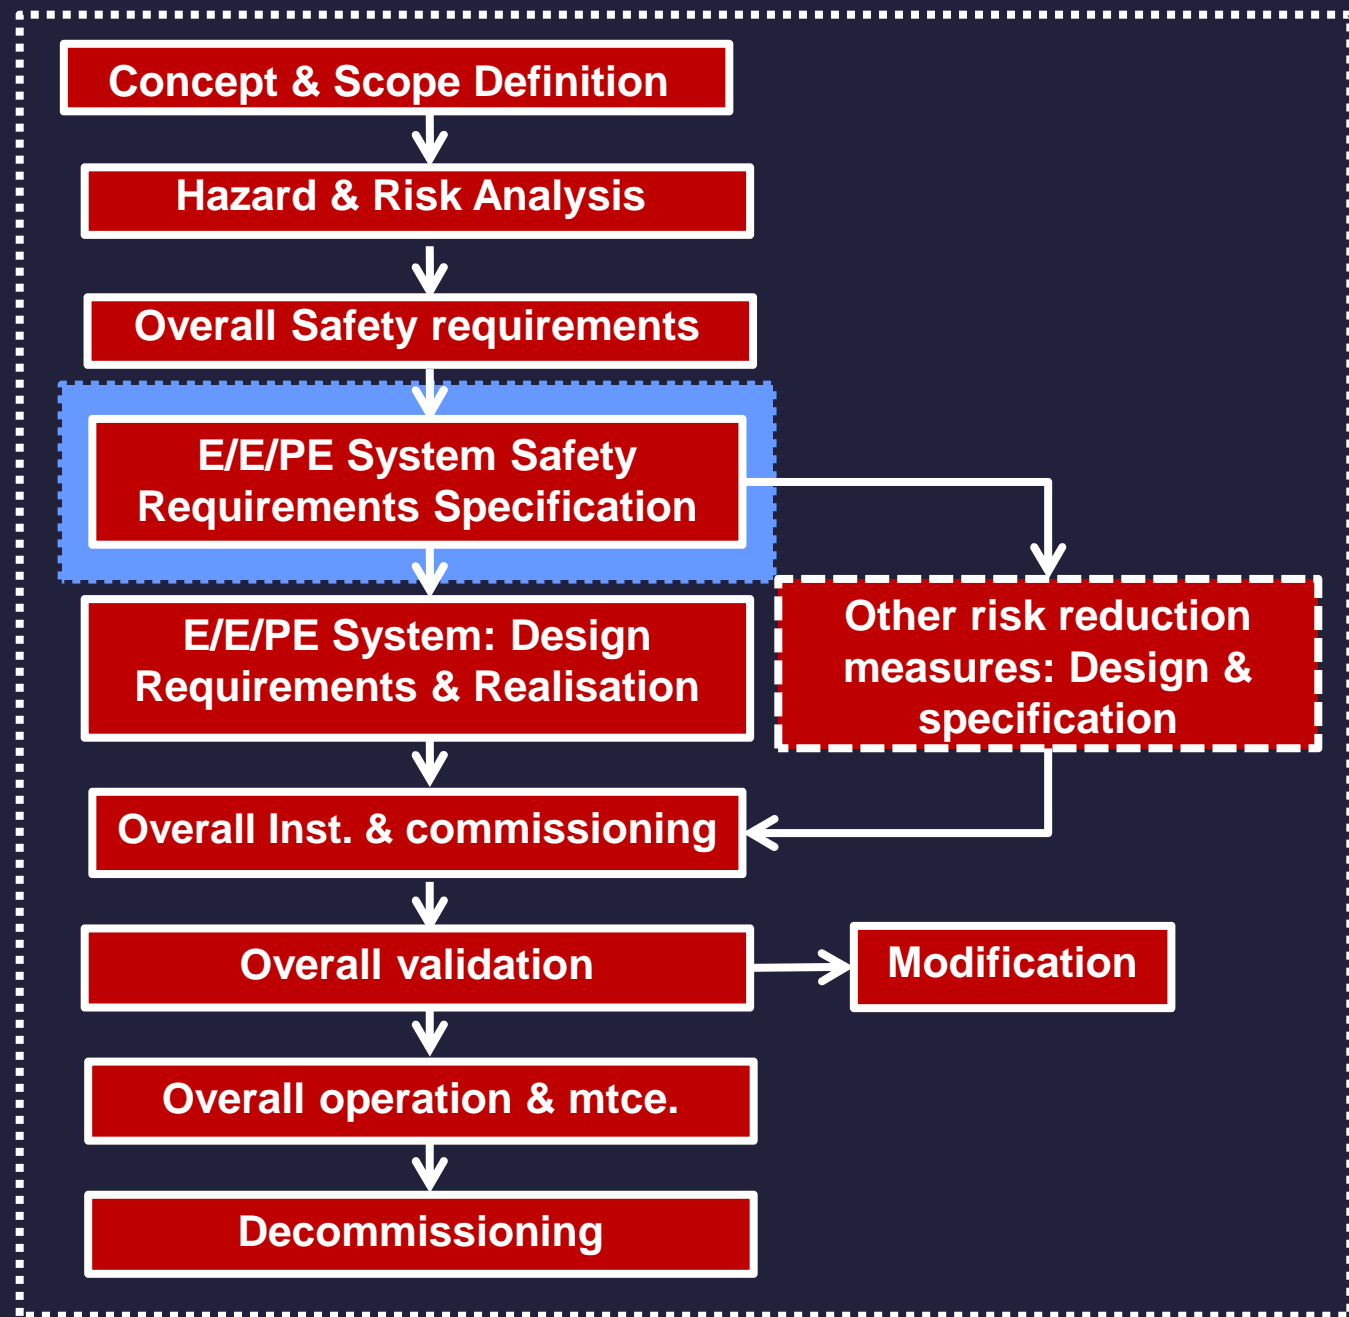 Concept & Scope Definition
Hazard & Risk Analysis
Overall Safety requirements
E/E/PE System Safety
Requirements Specification
E/E/PE System: Design
Requirements & Realisation
Other risk reduction
measures: Design &
specification
Overall Inst. & commissioning
Overall validation
Modification
Overall operation & mtce.
Decommissioning